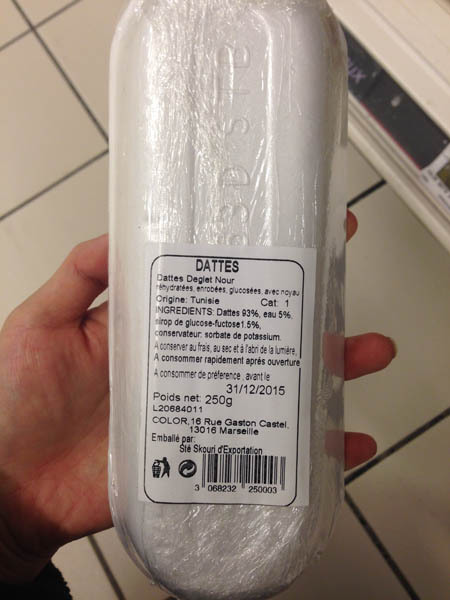 DATTES
Dattes Deglet Nour
réhydratées, enrobées, glucosées, avec noyau
Origine: Tunisie Cat: 1
INGREDIENTS: Dattes 93%, eau 5%,
sirop de glucose-fuctose1.5%,
conservateur: sorbate de potassium.
A conserver au frais, au sec et à l'abri de la lumière,
A consommer rapidement après ouverture
A consommer de préference , avant le
31/12/2015
Poids net: 250g
L20684011
COLOR,16 Rue Gaston Castel,
13016 Marseille
Emballé par:
Sté Skouri d'Exportation
3 068232 250003